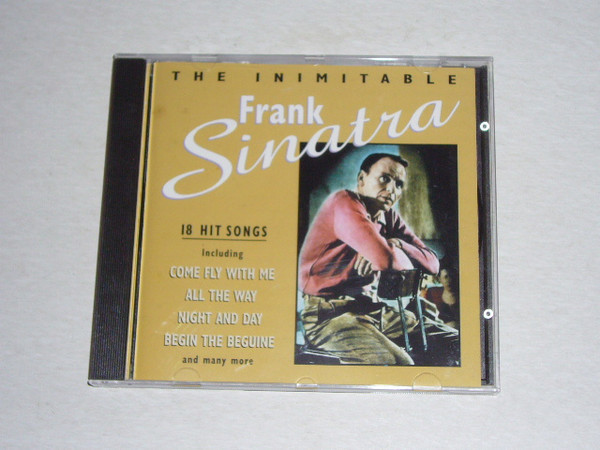 THE INIMITABLE
Frank
Sinatra
18 HIT SONGS
including
COME FLY WITH ME
ALL THE WAY
NIGHT AND DAY
BEGIN THE BEGUINE
and many more